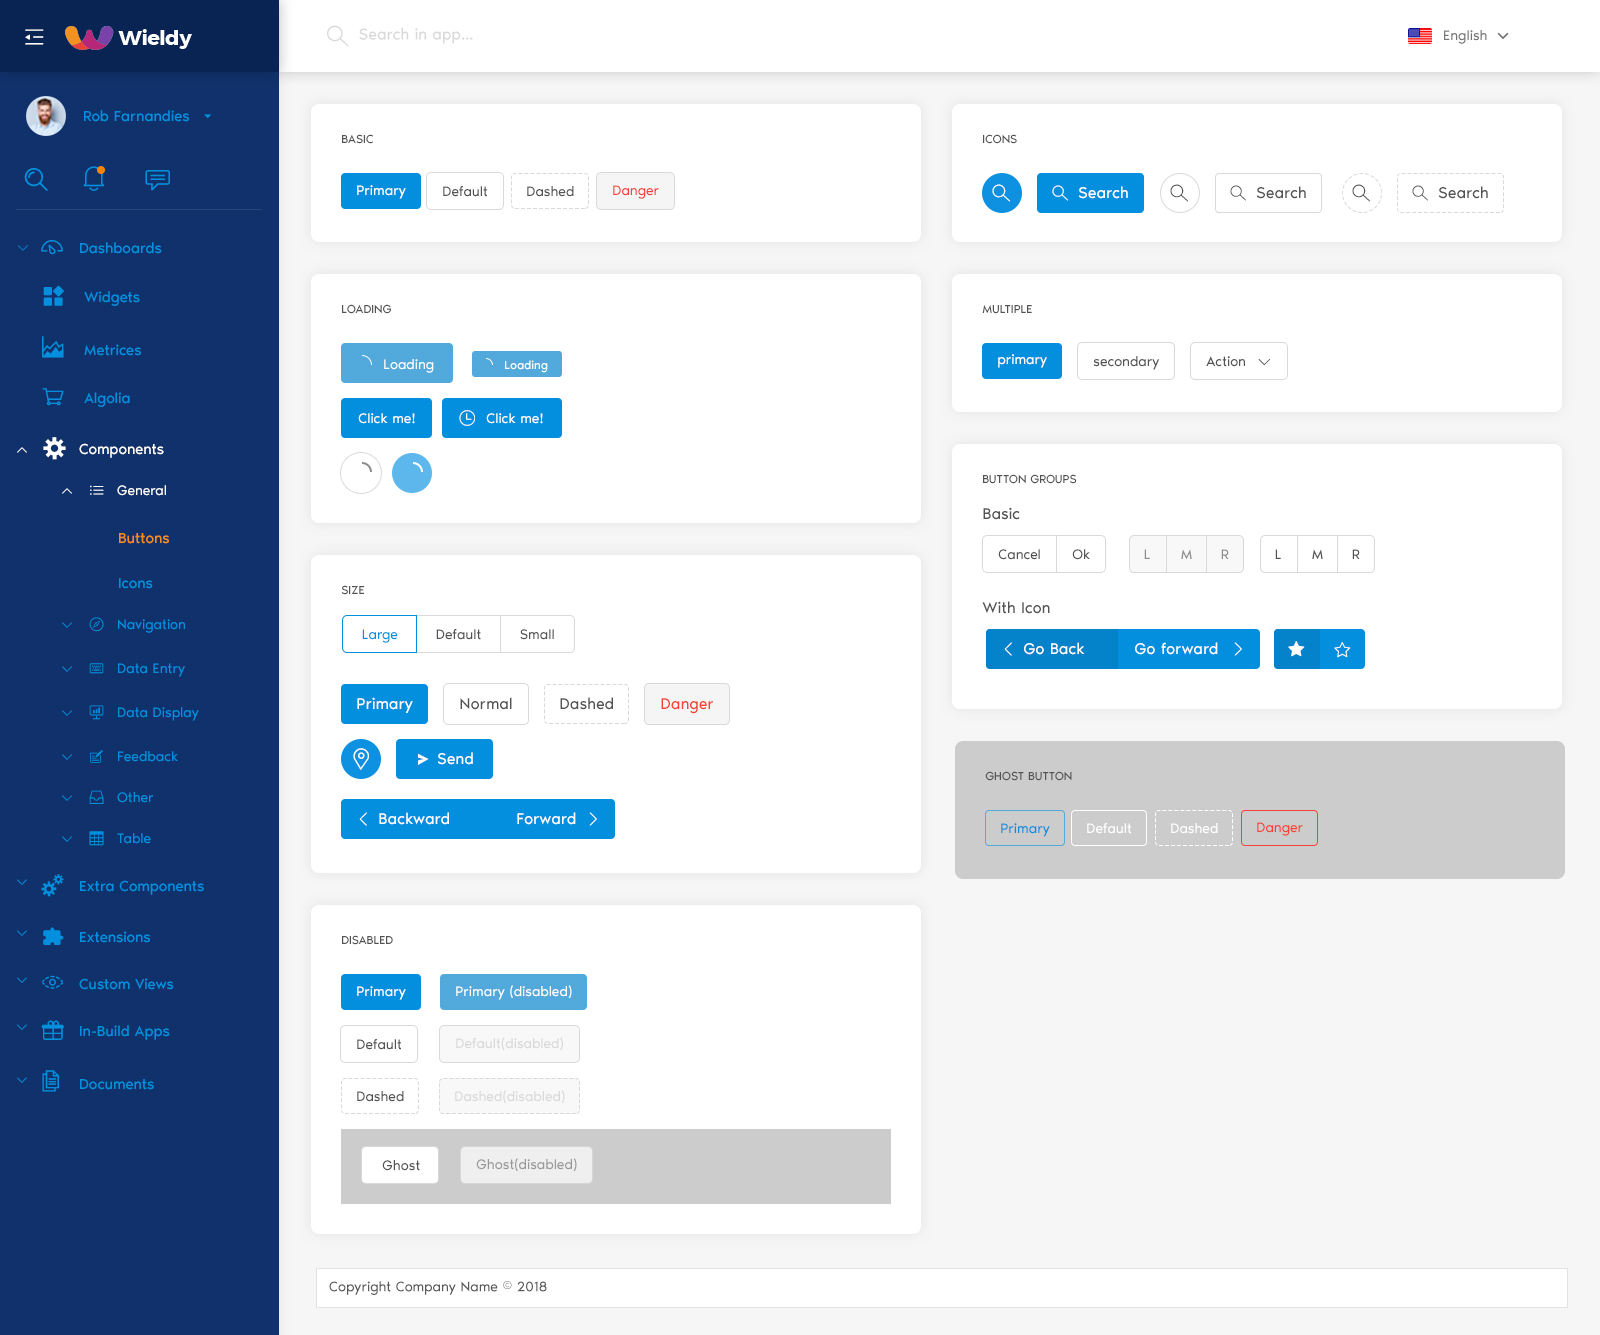 Wieldy
Search in app...
English
Rob Farnandies
Dashboards
Widgets
Metrices
Algolia
Components
General
Buttons
Icons
Navigation
Data Entry
Data Display
Feedback
Other
Table
Extra Components
Extensions
Custom Views
In-Build Apps
Documents
BASIC
Primary Default Dashed Danger
LOADING
Loading Loading
Click me! Click me!
SIZE
Large Default Small
Primary Normal Dashed Danger
Send
Backward Forward
DISABLED
Primary Primary (disabled)
Default Default(disabled)
Dashed Dashed(disabled)
Ghost Ghost(disabled)
ICONS
Search Search Search
MULTIPLE
primary secondary Action
BUTTON GROUPS
Basic
Cancel Ok L M R L M R
With Icon
Go Back Go forward
GHOST BUTTON
Primary Default Dashed Danger
Copyright Company Name © 2018